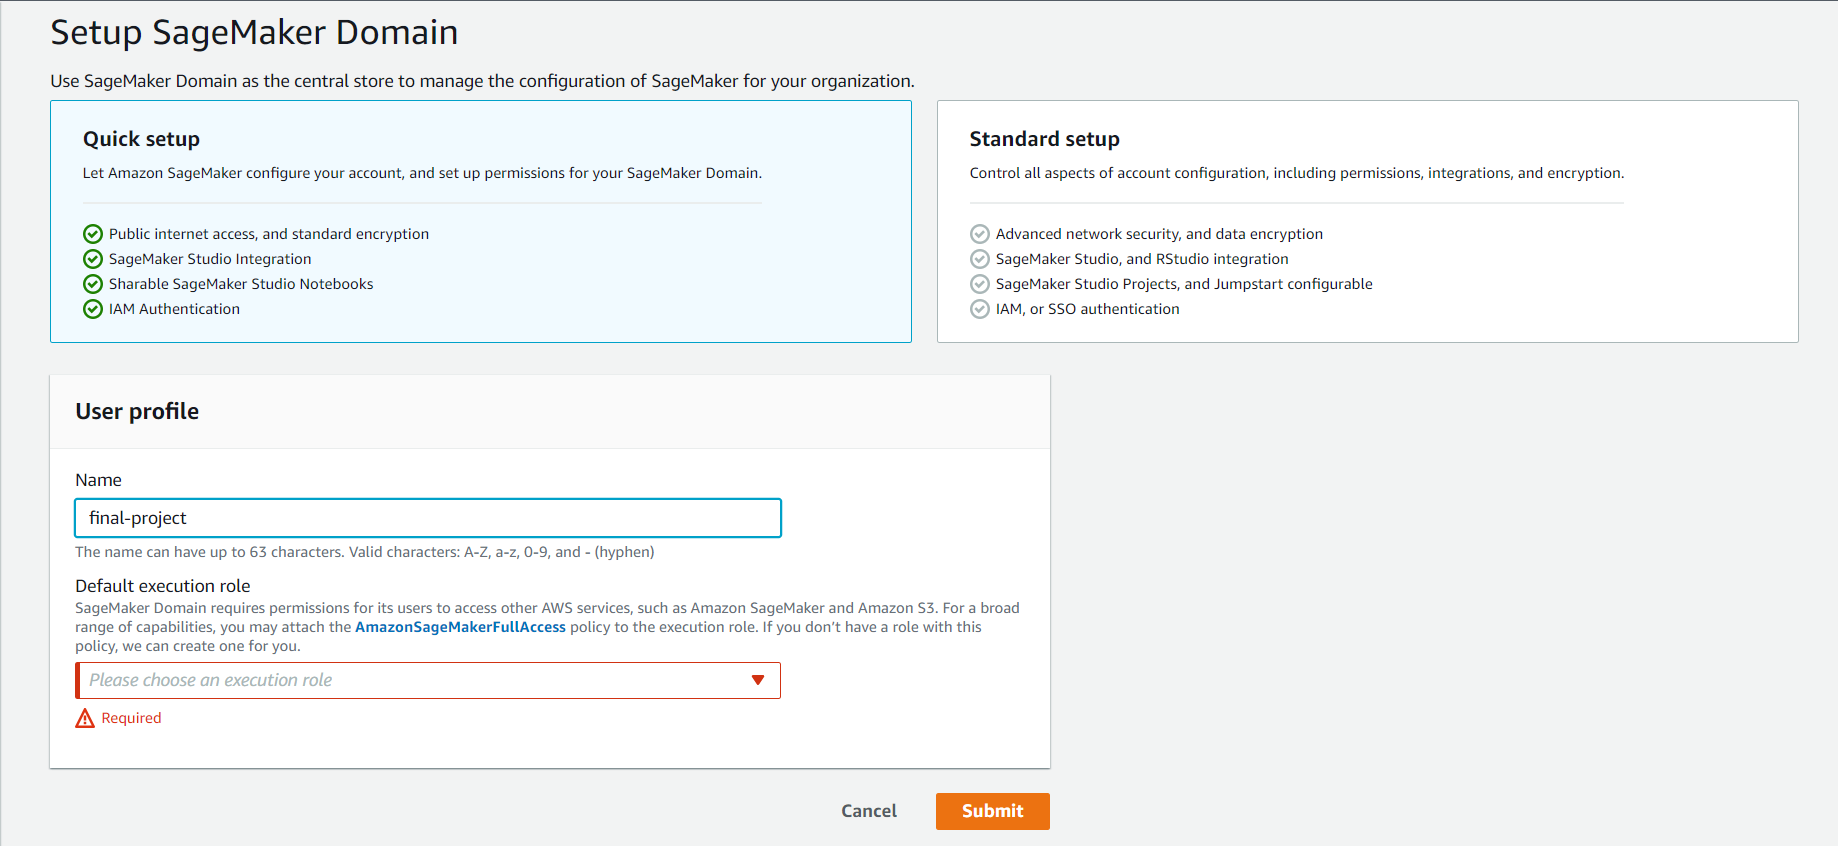 Setup SageMaker Domain
Use SageMaker Domain as the central store to manage the configuration of SageMaker for your organization.
Quick setup
Let Amazon SageMaker configure your account, and set up permissions for your SageMaker Domain.
Public internet access, and standard encryption
SageMaker Studio Integration
Sharable SageMaker Studio Notebooks
IAM Authentication
Standard setup
Control all aspects of account configuration, including permissions, integrations, and encryption.
Advanced network security, and data encryption
SageMaker Studio, and RStudio integration
SageMaker Studio Projects, and Jumpstart configurable
IAM, or SSO authentication
User profile
Name
final-project
The name can have up to 63 characters. Valid characters: A-Z, a-z, 0-9, and - (hyphen)
Default execution role
SageMaker Domain requires permissions for its users to access other AWS services, such as Amazon SageMaker and Amazon S3. For a broad
range of capabilities, you may attach the AmazonSageMakerFullAccess policy to the execution role. If you don’t have a role with this
policy, we can create one for you.
Please choose an execution role
Required
Cancel
Submit